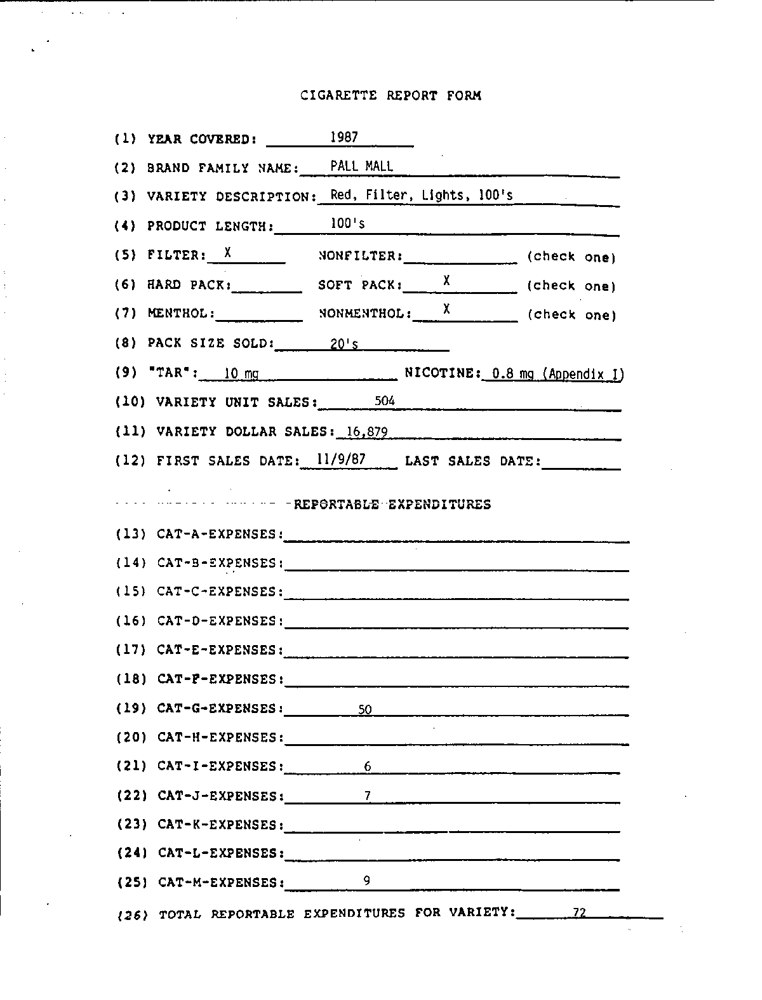 CIGARETTE REPORT FORM
(1) YEAR COVERED: 1987
(2) BRAND FAMILY NAME: PALL MALL
(3) VARIETY DESCRIPTION: Red, Filter, Lights, 100's
(4) PRODUCT LENGTH: 100's
(5) FILTER: X NONFILTER: (check one)
(6) HARD PACK: SOFT PACK: X (check one)
(7) MENTHOL: NONMENTHOL: X (check one)
(8) PACK SIZE SOLD: 20's
(9) "TAR": 10 mg NICOTINE: 0.8 mg (Appendix I)
(10) VARIETY UNIT SALES: 504
(11) VARIETY DOLLAR SALES: 16,879
(12) FIRST SALES DATE: 11/9/87 LAST SALES DATE:
REPORTABLE EXPENDITURES
(13) CAT-A-EXPENSES:
(14) CAT-B-EXPENSES:
(15) CAT-C-EXPENSES:
(16) CAT-D-EXPENSES:
(17) CAT-E-EXPENSES:
(18) CAT-F-EXPENSES:
(19) CAT-G-EXPENSES: 50
(20) CAT-H-EXPENSES:
(21) CAT-I-EXPENSES: 6
(22) CAT-J-EXPENSES: 7
(23) CAT-K-EXPENSES:
(24) CAT-L-EXPENSES:
(25) CAT-M-EXPENSES: 9
(26) TOTAL REPORTABLE EXPENDITURES FOR VARIETY: 72